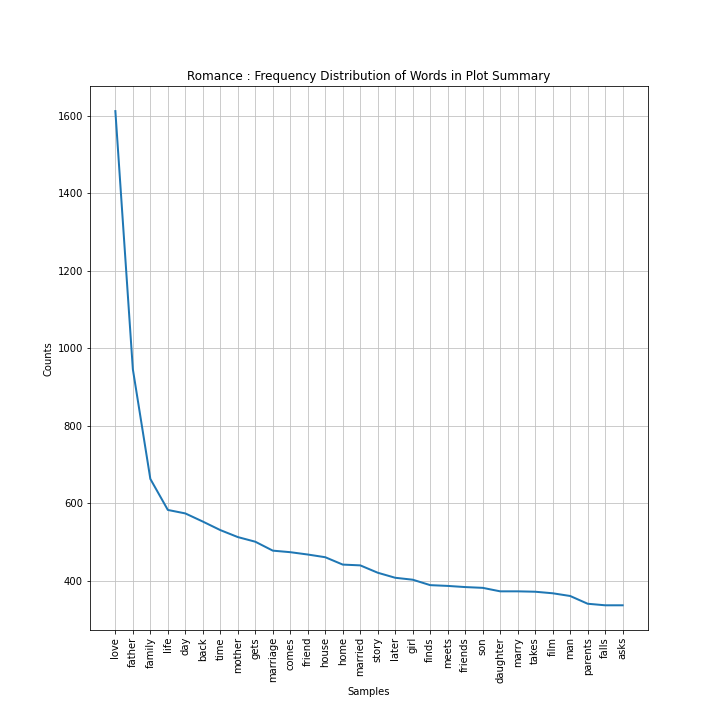 Romance : Frequency Distribution of Words in Plot Summary
1600
1400
1200
1000
800
600
400
Counts
love
father
family
life
day
back
time
mother
gets
marriage
comes
friend
house
home
married
story
later
girl
finds
meets
friends
son
daughter
marry
takes
film
man
parents
falls
asks
Samples